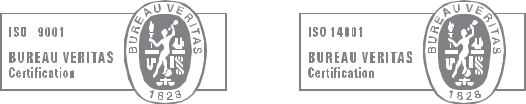 ISO 9001
BUREAU VERITAS
Certification
BUREAU VERITAS
1828
ISO 14001
BUREAU VERITAS
Certification
BUREAU VERITAS
1828